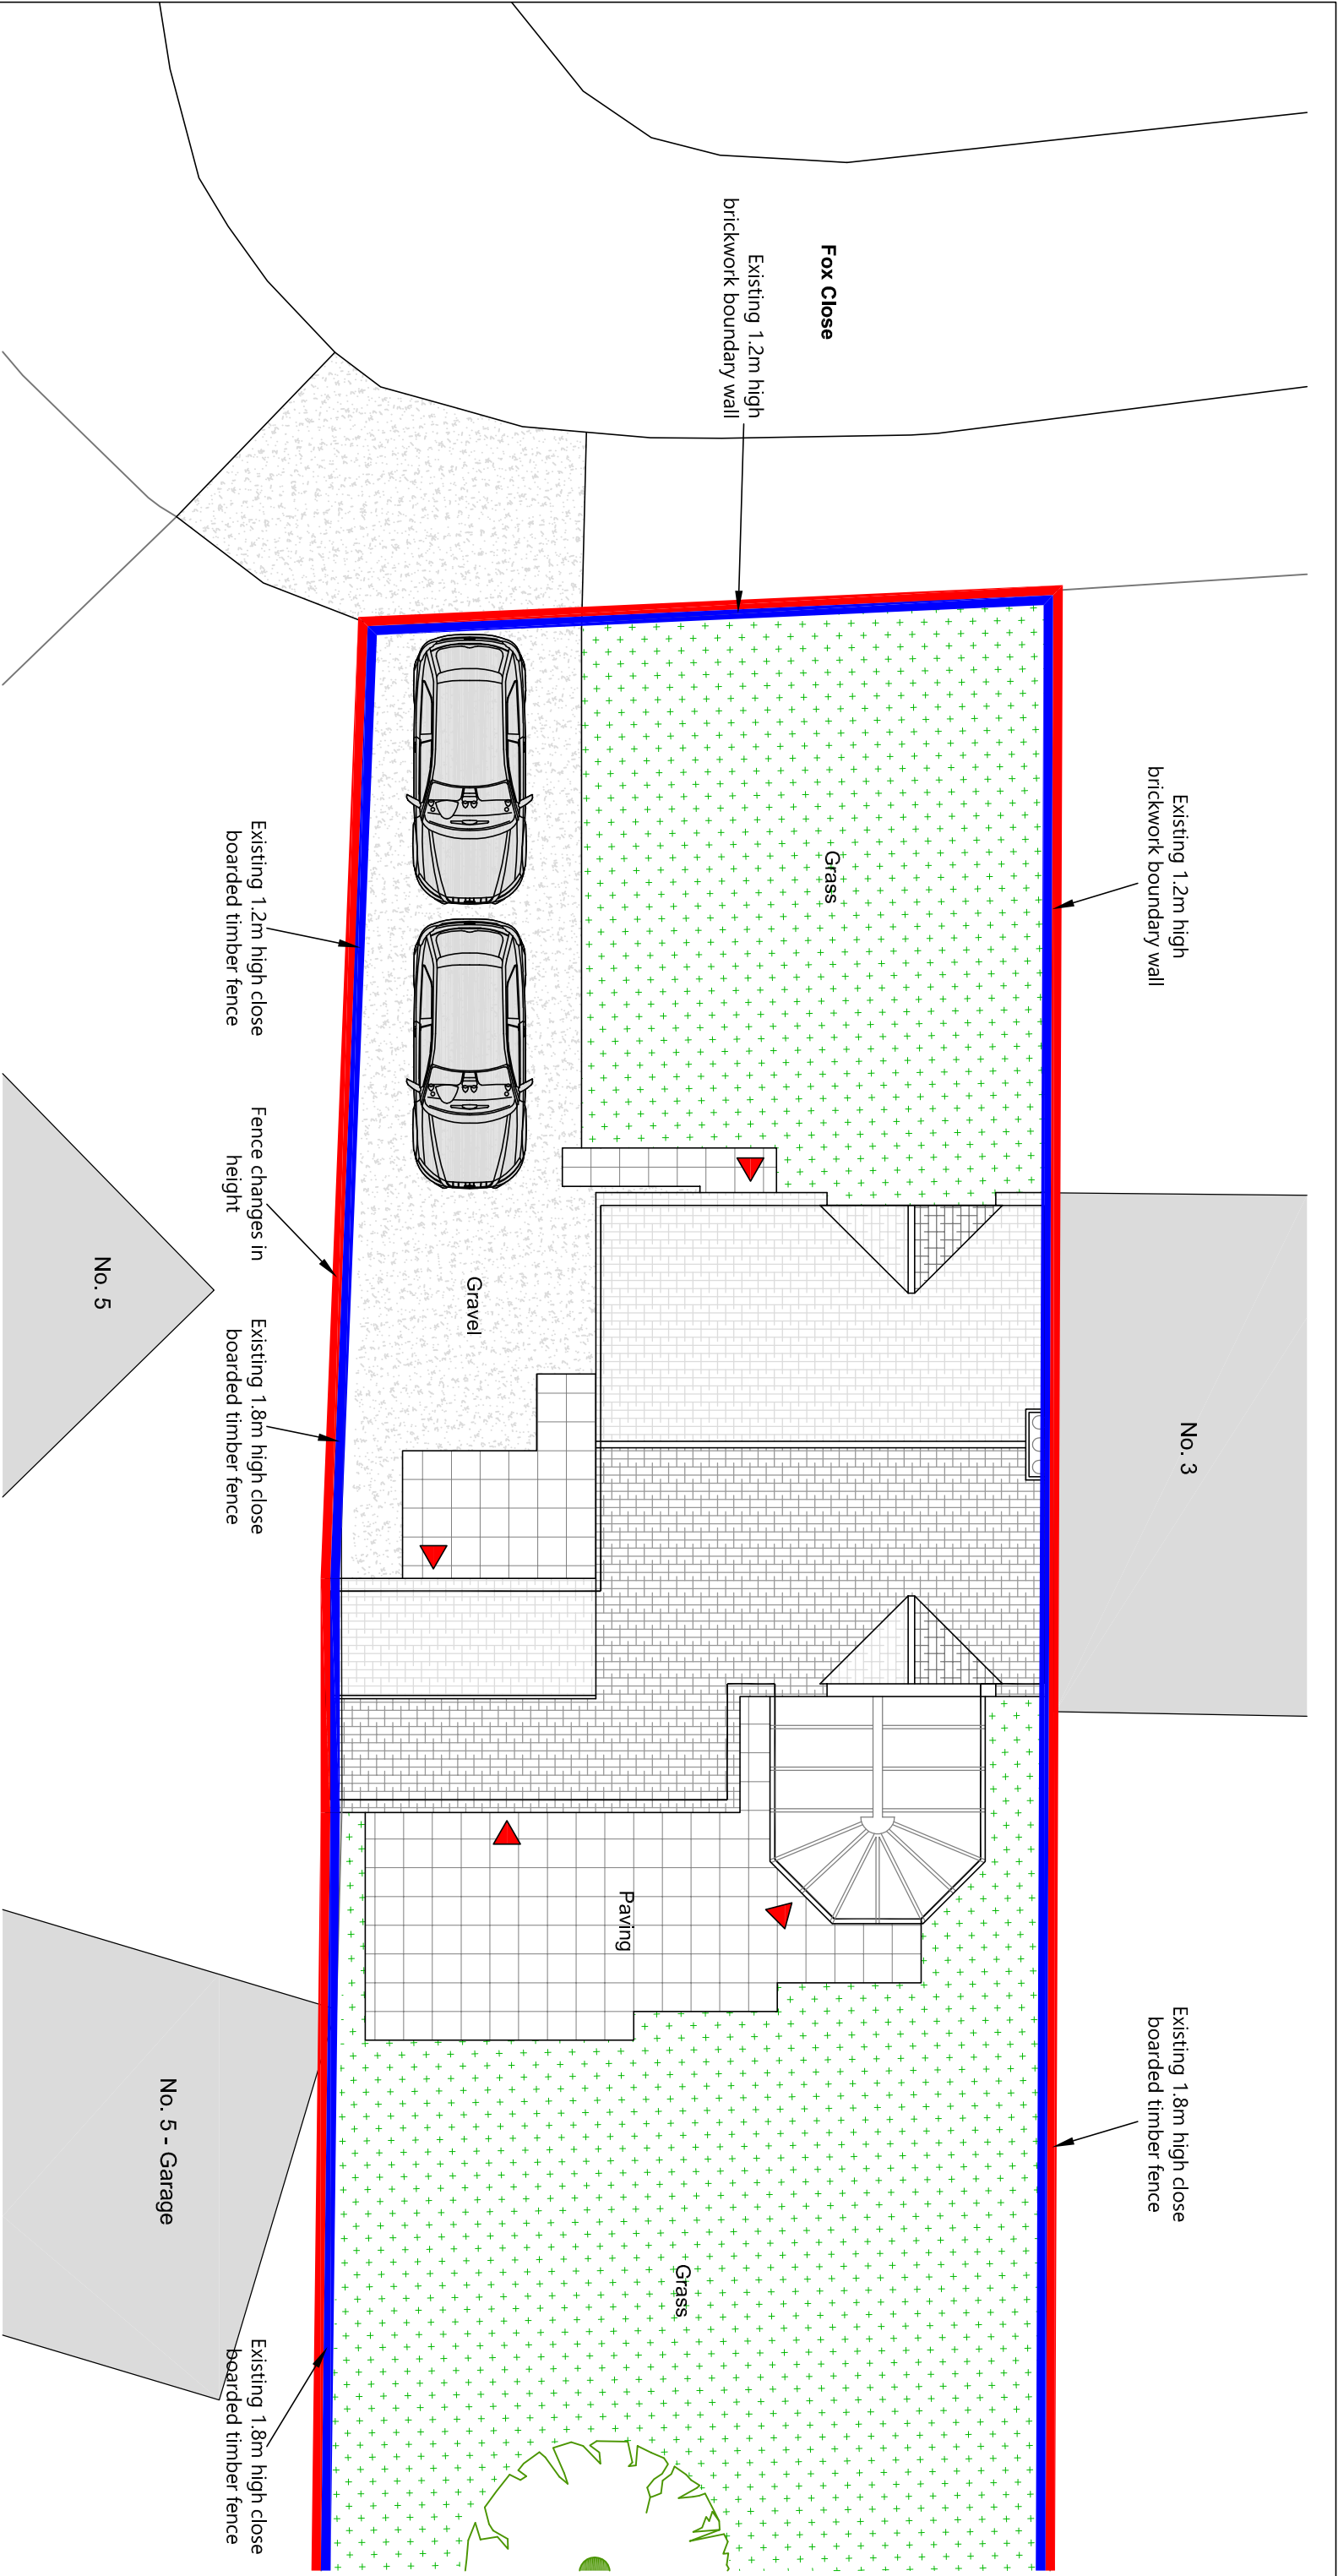 Fox Close
Existing 1.2m high
brickwork boundary wall
Existing 1.2m high
brickwork boundary wall
Grass
Existing 1.2m high close
boarded timber fence
Fence changes in
height
No. 5
Gravel
Existing 1.8m high close
boarded timber fence
No. 3
Paving
Existing 1.8m high close
boarded timber fence
No. 5 - Garage
Grass
Existing 1.8m high close
boarded timber fence